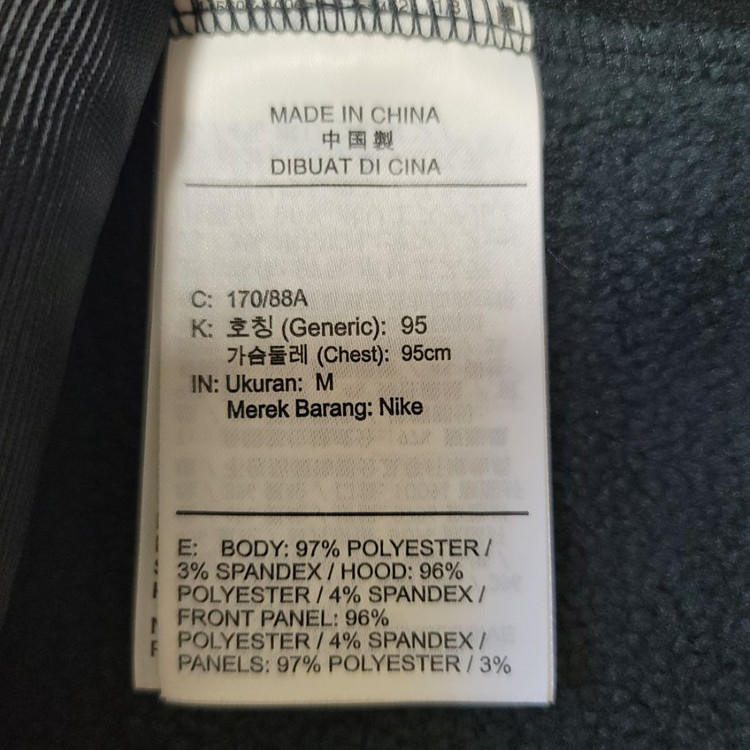 MADE IN CHINA
中国製
DIBUAT DI CINA
C: 170/88A
K: 호칭 (Generic): 95
가슴둘레 (Chest): 95cm
IN: Ukuran: M
Merek Barang: Nike
E: BODY: 97% POLYESTER /
3% SPANDEX / HOOD: 96%
POLYESTER / 4% SPANDEX /
FRONT PANEL: 96%
POLYESTER / 4% SPANDEX /
PANELS: 97% POLYESTER / 3%